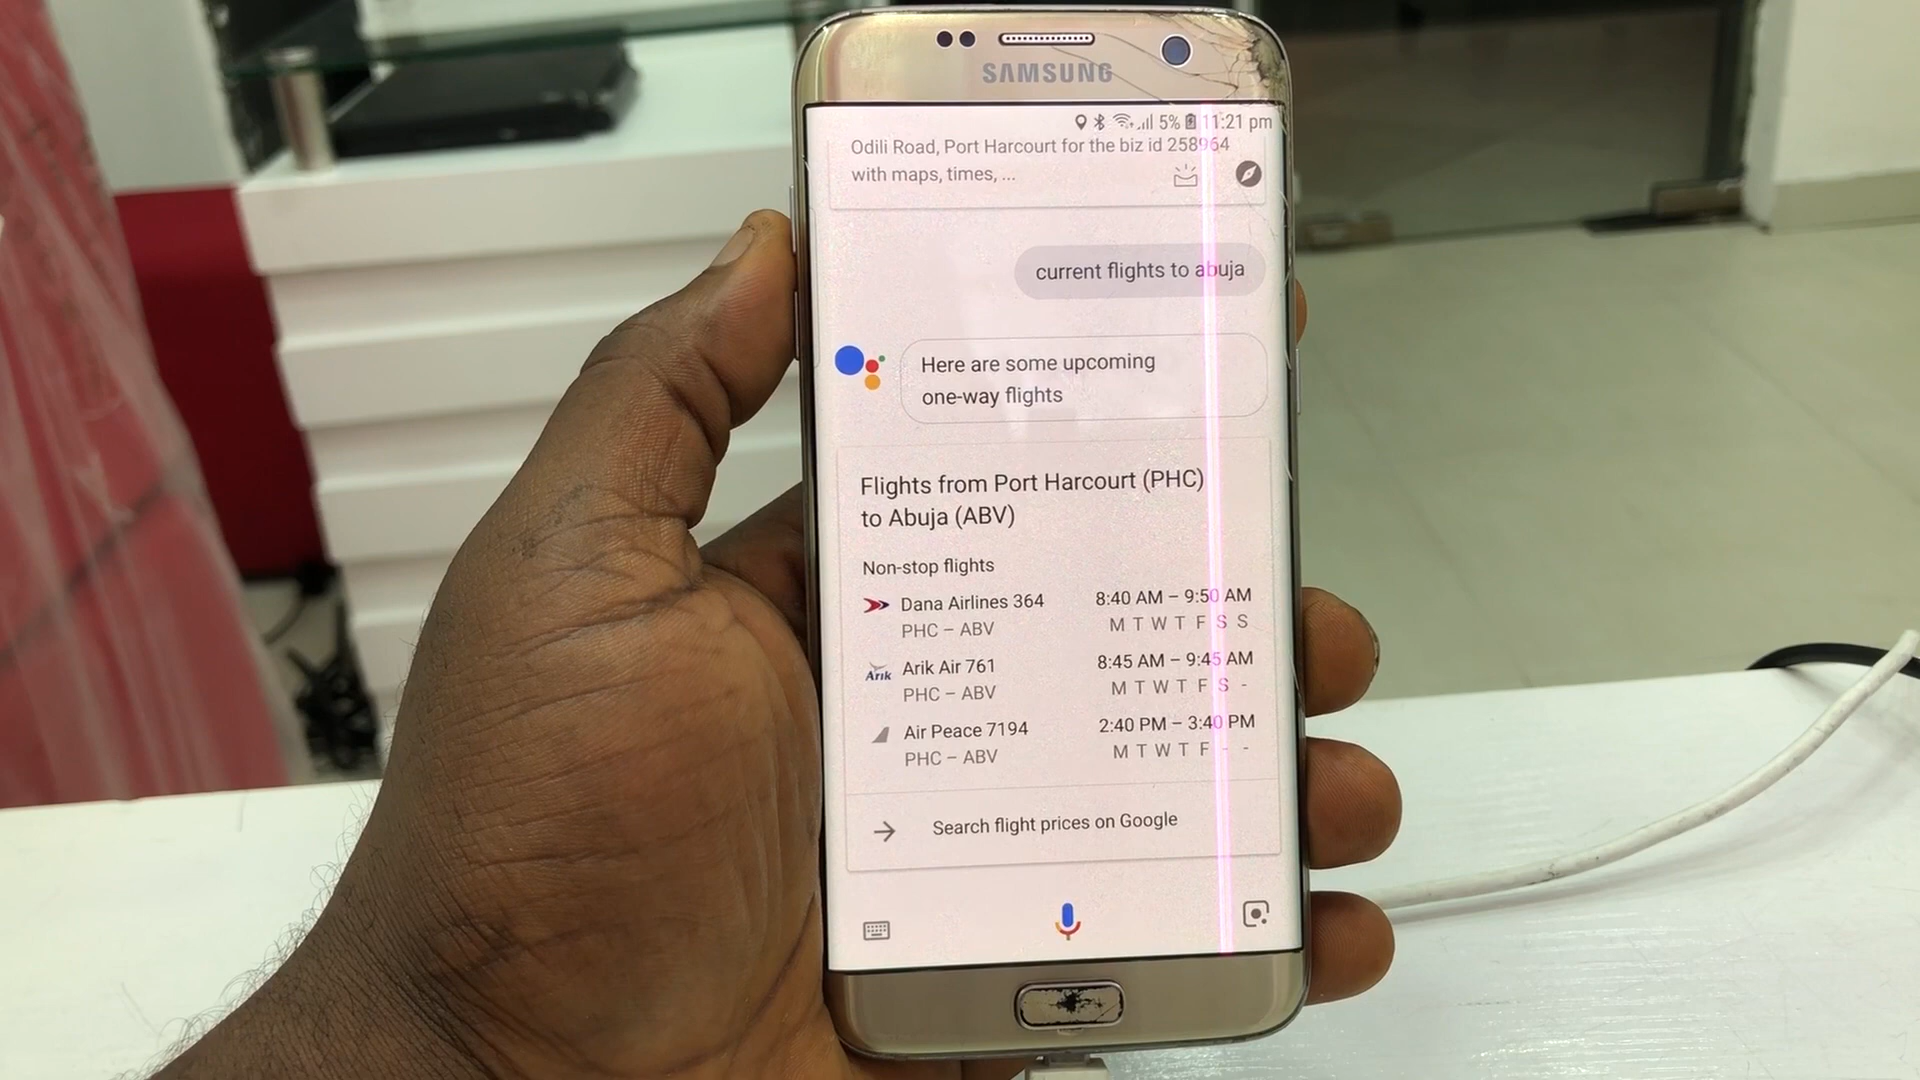 SAMSUNG
5% 11:21 pm
Odili Road, Port Harcourt for the biz id 258964
with maps, times, ...
current flights to abuja
Here are some upcoming
one-way flights
Flights from Port Harcourt (PHC)
to Abuja (ABV)
Non-stop flights
Dana Airlines 364 8:40 AM – 9:50 AM
PHC – ABV M T W T F S S
Arik Arik Air 761 8:45 AM – 9:45 AM
PHC – ABV M T W T F S -
Air Peace 7194 2:40 PM – 3:40 PM
PHC – ABV M T W T F - -
Search flight prices on Google